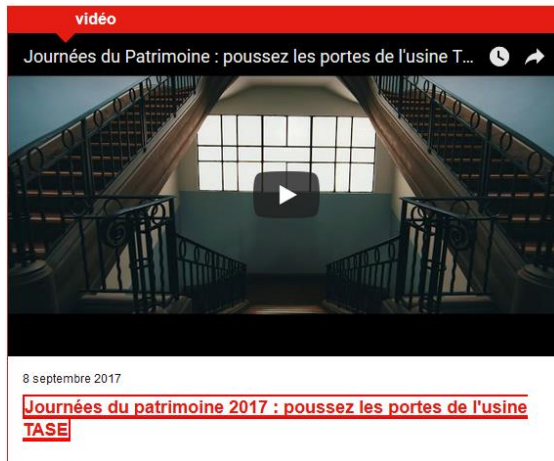 vidéo
Journées du Patrimoine : poussez les portes de l'usine T...
8 septembre 2017
Journées du patrimoine 2017 : poussez les portes de l'usine
TASE